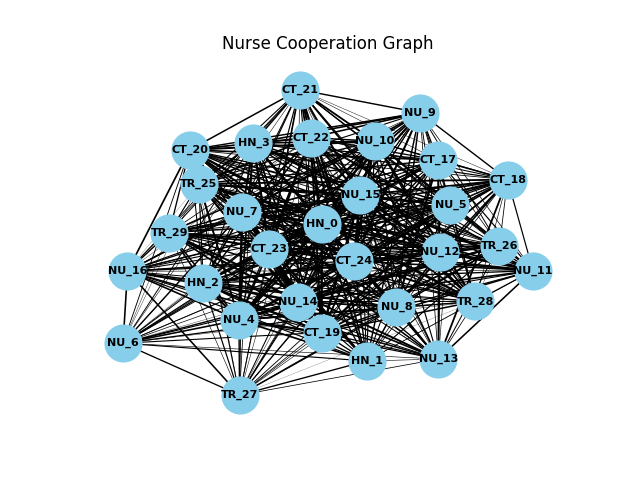 Nurse Cooperation Graph
CT_21
NU_9
CT_22
NU_10
HN_3
CT_20
CT_17
CT_18
TR_25
NU_15
NU_5
NU_7
HN_0
TR_29
TR_26
CT_23
NU_12
CT_24
NU_16
NU_11
HN_2
NU_14
TR_28
NU_8
NU_4
CT_19
NU_6
NU_13
HN_1
TR_27